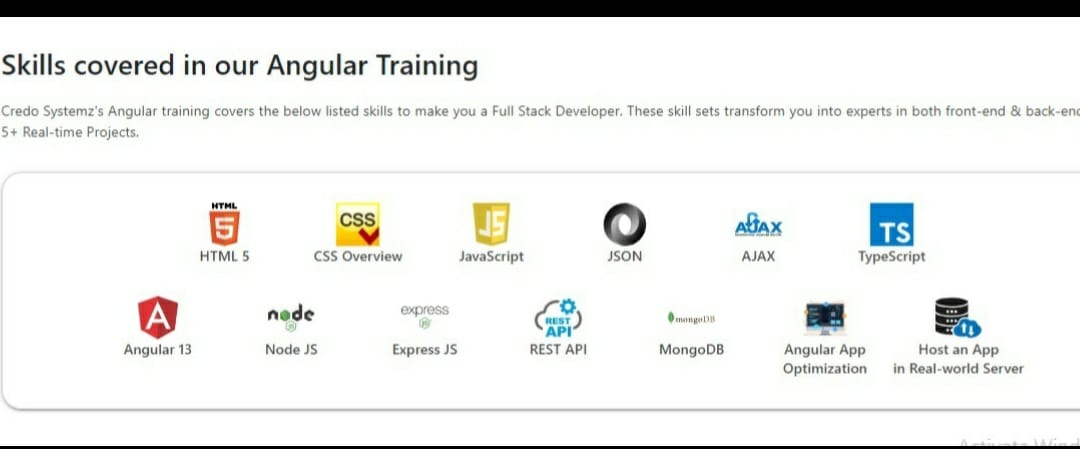 Skills covered in our Angular Training
Credo Systemz's Angular training covers the below listed skills to make you a Full Stack Developer. These skill sets transform you into experts in both front-end & back-end
5+ Real-time Projects.
HTML
5
CSS
JS
AJAX
TS
HTML 5
CSS Overview
JavaScript
JSON
AJAX
TypeScript
A
node
JS
express
JS
REST
API
mongoDB
Angular 13
Node JS
Express JS
REST API
MongoDB
Angular App
Optimization
Host an App
in Real-world Server